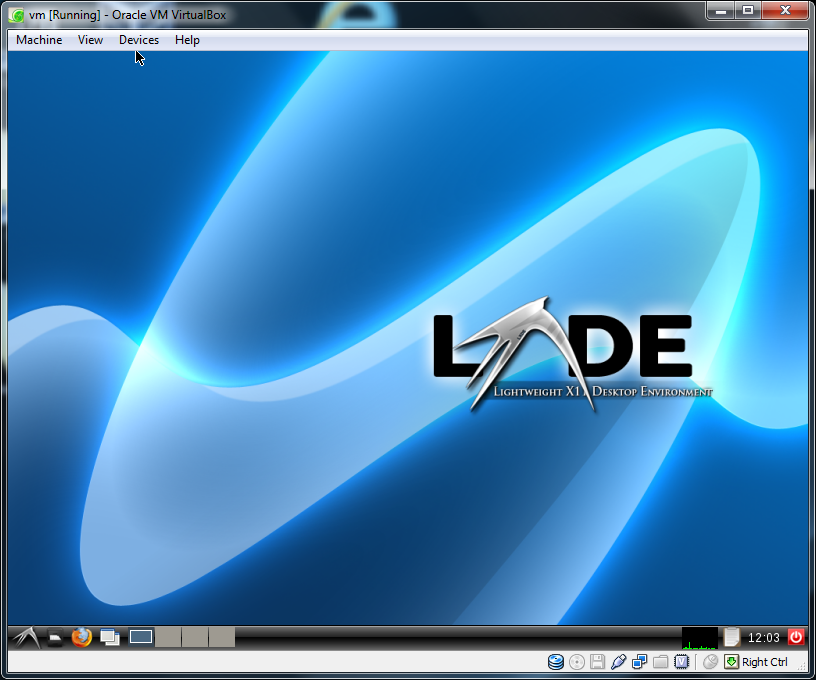 vm [Running] - Oracle VM VirtualBox
Machine View Devices Help
LXDE
Lightweight X11 Desktop Environment
12:03
Right Ctrl